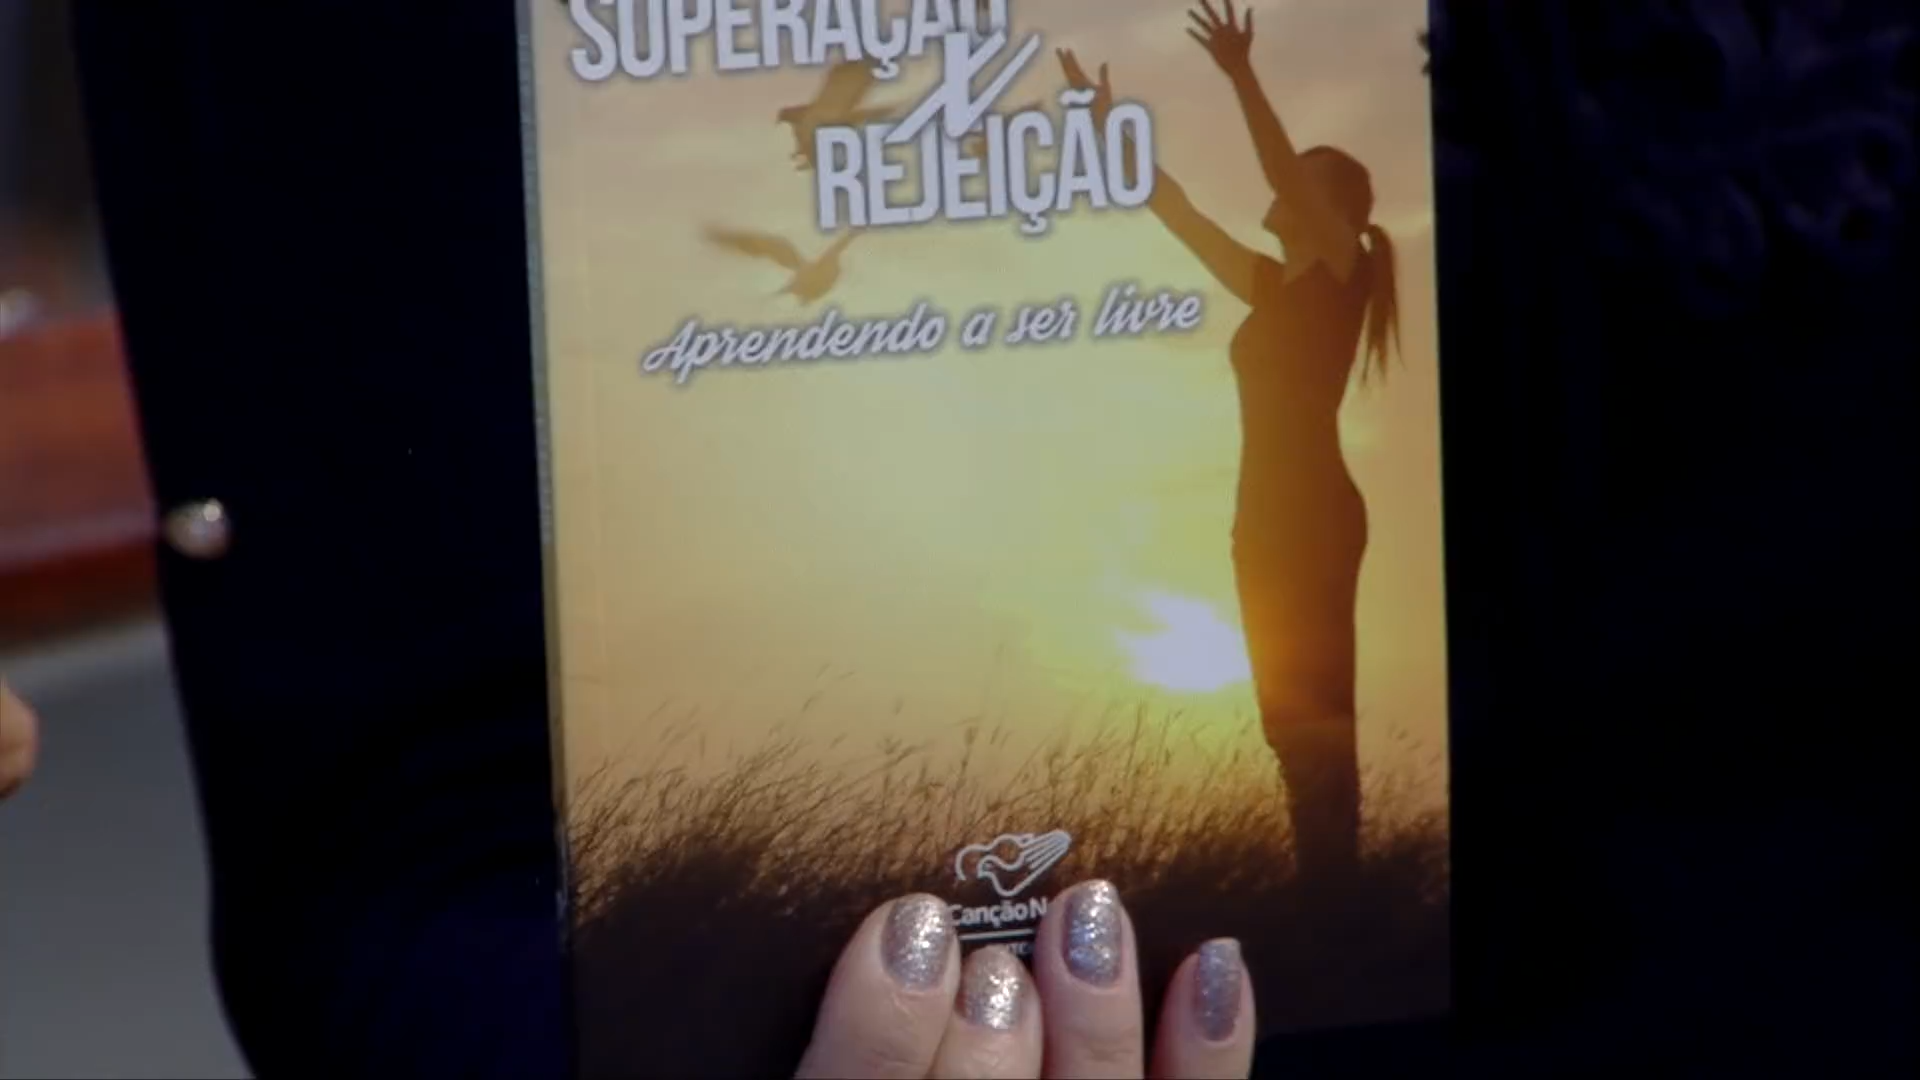 SUPERAÇÃO
X
REJEIÇÃO
Aprendendo a ser livre
Canção N